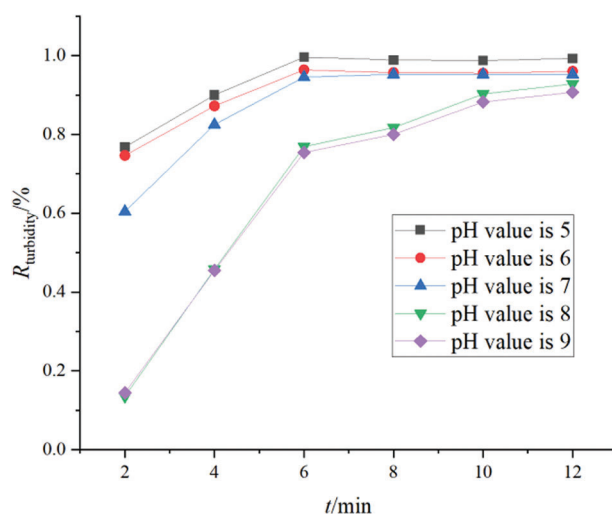 1.0
0.8
0.6
0.4
0.2
0.0
R turbidity/%
pH value is 5
pH value is 6
pH value is 7
pH value is 8
pH value is 9
2 4 6 8 10 12
t/min